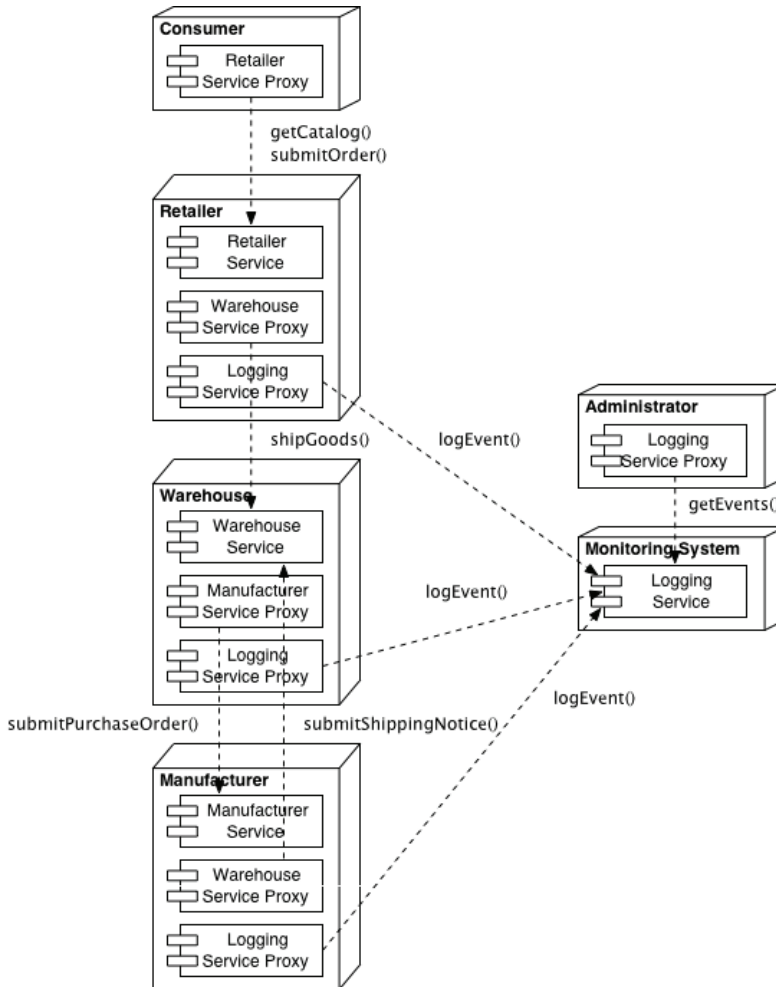 Consumer
Retailer
Service Proxy
getCatalog()
submitOrder()
Retailer
Retailer
Service
Warehouse
Service Proxy
Logging
Service Proxy
shipGoods()
logEvent()
Administrator
Logging
Service Proxy
getEvents()
Warehouse
Warehouse
Service
Manufacturer
Service Proxy
Logging
Service Proxy
logEvent()
Monitoring System
Logging
Service
submitPurchaseOrder()
submitShippingNotice()
logEvent()
Manufacturer
Manufacturer
Service
Warehouse
Service Proxy
Logging
Service Proxy